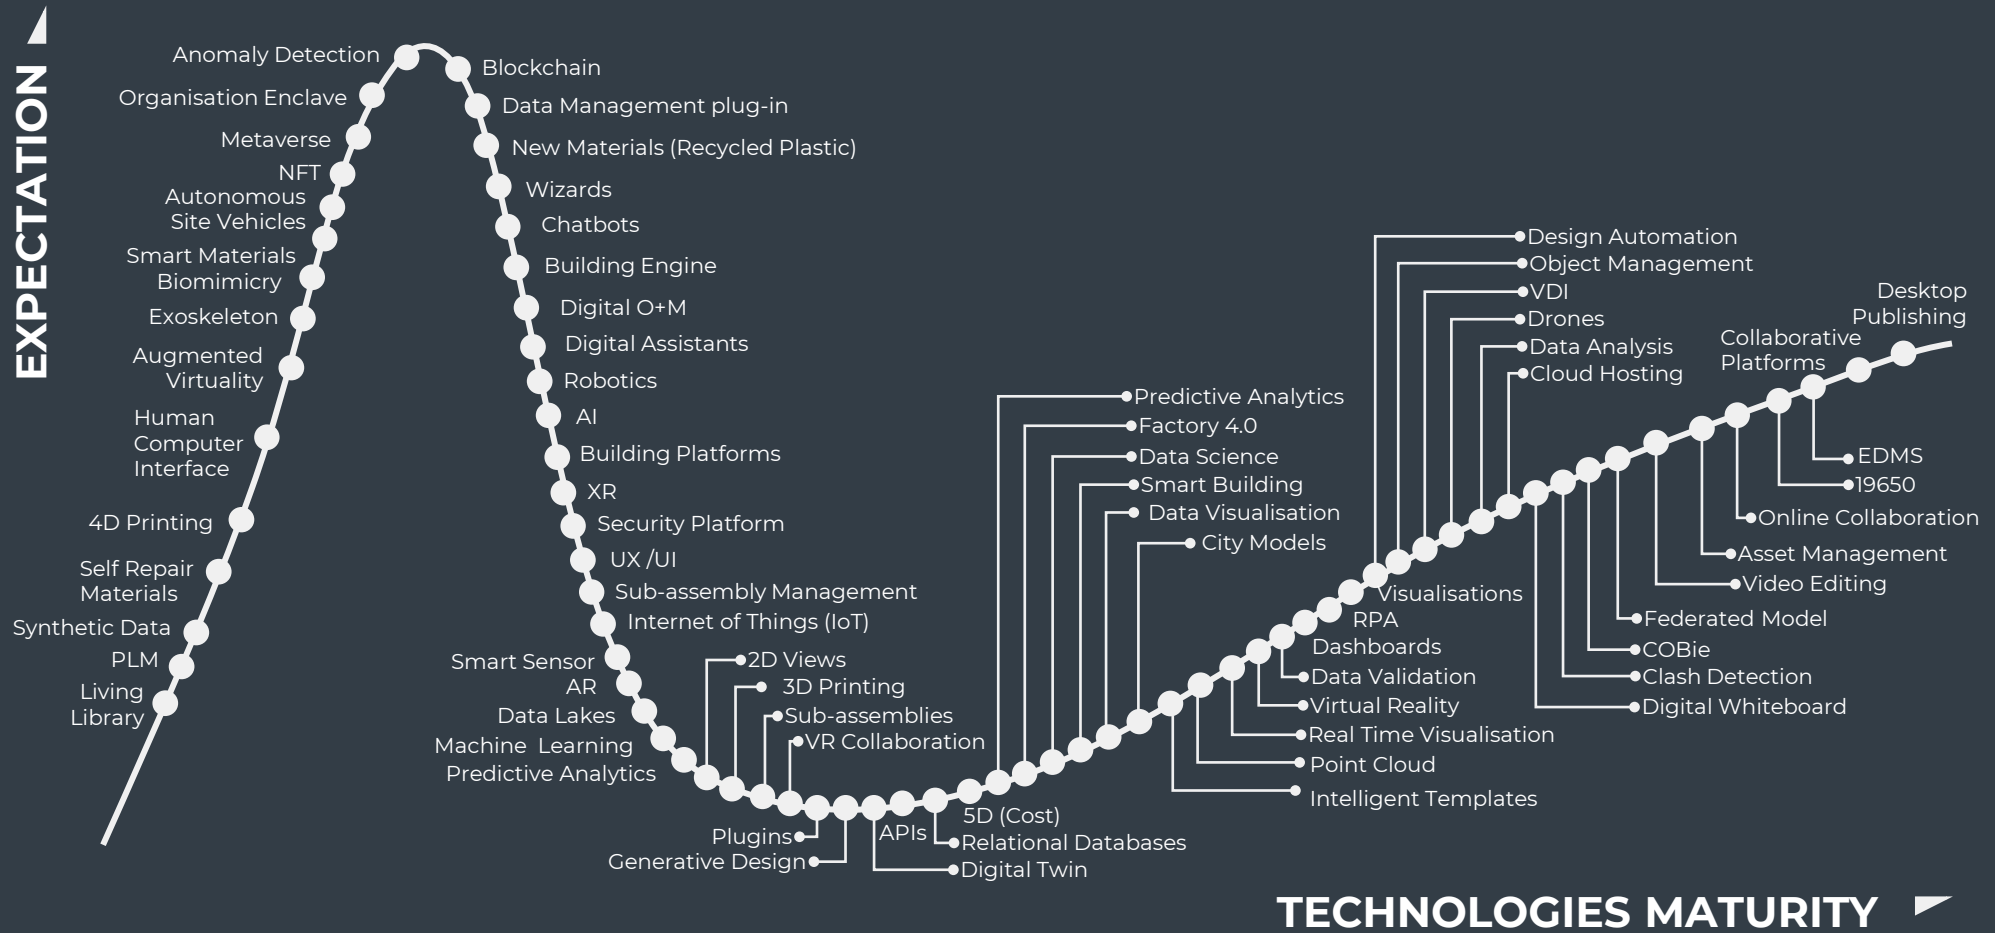 EXPECTATION
Anomaly Detection
Organisation Enclave
Metaverse
NFT
Autonomous
Site Vehicles
Smart Materials
Biomimicry
Exoskeleton
Augmented
Virtuality
Human
Computer
Interface
4D Printing
Self Repair
Materials
Synthetic Data
PLM
Living
Library
Blockchain
Data Management plug-in
New Materials (Recycled Plastic)
Wizards
Chatbots
Building Engine
Digital O+M
Digital Assistants
Robotics
AI
Building Platforms
XR
Security Platform
UX /UI
Sub-assembly Management
Internet of Things (IoT)
Smart Sensor
AR
Data Lakes
Machine Learning
Predictive Analytics
2D Views
3D Printing
Sub-assemblies
VR Collaboration
Plugins
Generative Design
APIs
5D (Cost)
Relational Databases
Digital Twin
Predictive Analytics
Factory 4.0
Data Science
Smart Building
Data Visualisation
City Models
Visualisations
RPA
Dashboards
Data Validation
Virtual Reality
Real Time Visualisation
Point Cloud
Intelligent Templates
Design Automation
Object Management
VDI
Drones
Data Analysis
Cloud Hosting
Desktop
Publishing
Collaborative
Platforms
EDMS
19650
Online Collaboration
Asset Management
Video Editing
Federated Model
COBie
Clash Detection
Digital Whiteboard
TECHNOLOGIES MATURITY